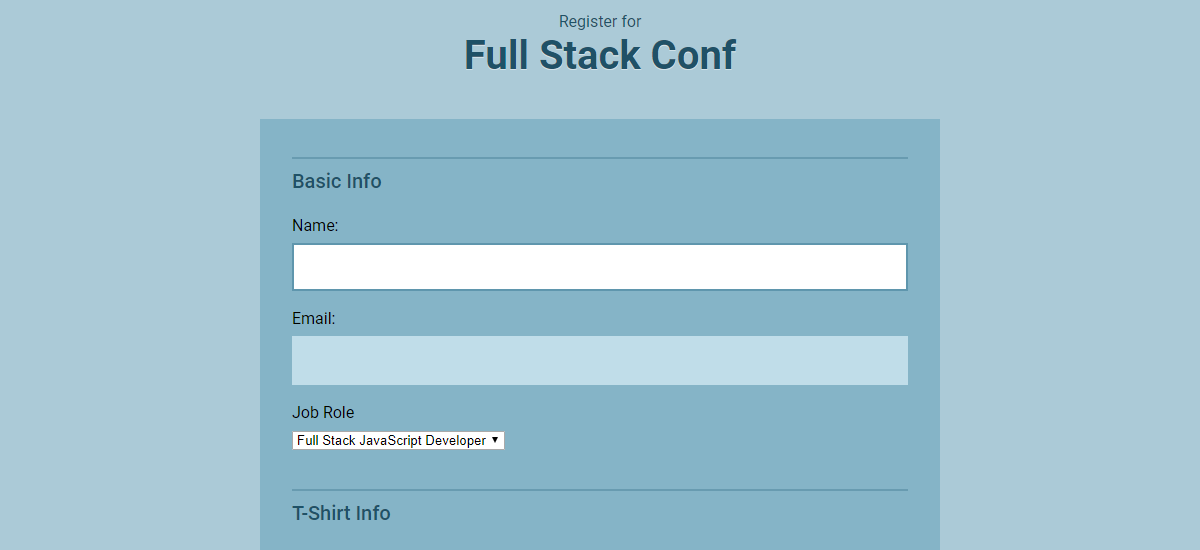 Register for
Full Stack Conf
Basic Info
Name:
Email:
Job Role
Full Stack JavaScript Developer
T-Shirt Info